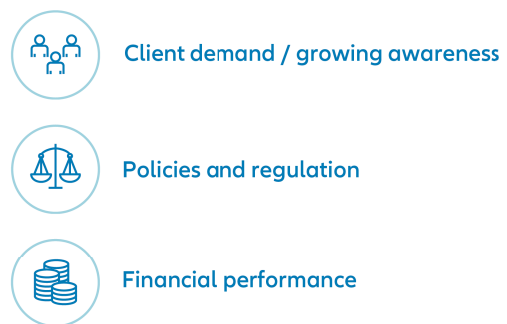 Client demand / growing awareness
Policies and regulation
Financial performance